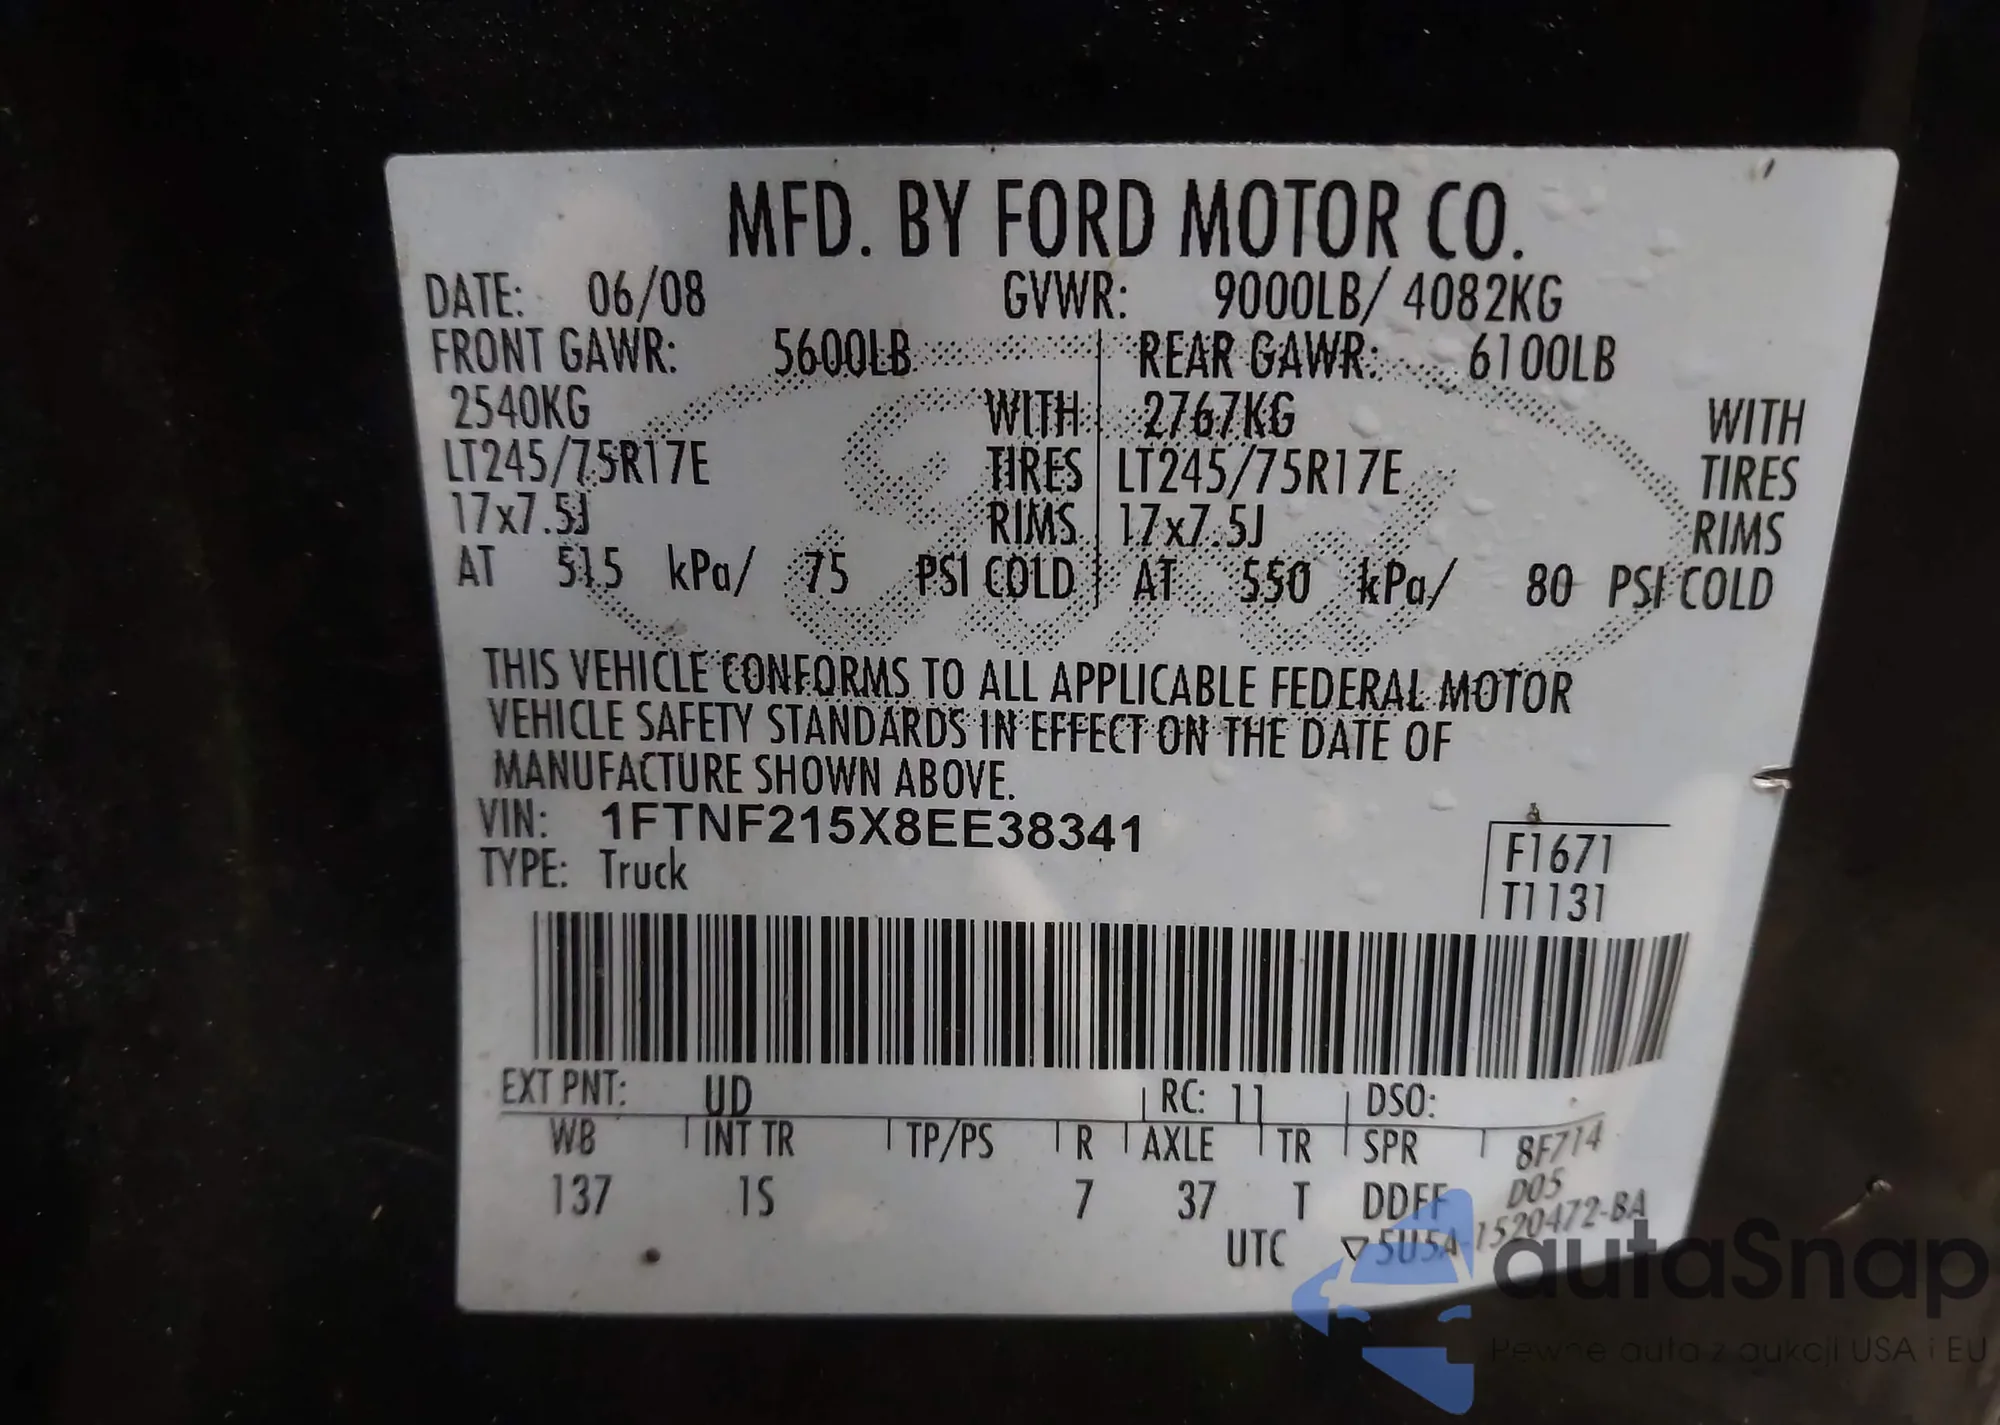 MFD. BY FORD MOTOR CO.
DATE: 06/08 GVWR: 9000LB/ 4082KG
FRONT GAWR: 5600LB REAR GAWR: 6100LB
2540KG WITH 2767KG WITH
LT245/75R17E TIRES LT245/75R17E TIRES
17x7.5J RIMS 17x7.5J RIMS
AT 515 kPa/ 75 PSI COLD AT 550 kPa/ 80 PSI COLD
THIS VEHICLE CONFORMS TO ALL APPLICABLE FEDERAL MOTOR
VEHICLE SAFETY STANDARDS IN EFFECT ON THE DATE OF
MANUFACTURE SHOWN ABOVE.
VIN: 1FTNF215X8EE38341
TYPE: Truck
F1671
T1131
EXT PNT: UD RC: 11 DSO:
WB INT TR TP/PS R AXLE TR SPR 8F714
137 1S 7 37 T DDFF D05
UTC ▽ 5U5A-1520472-BA
autaSnap
Pewne auta z aukcji USA i EU